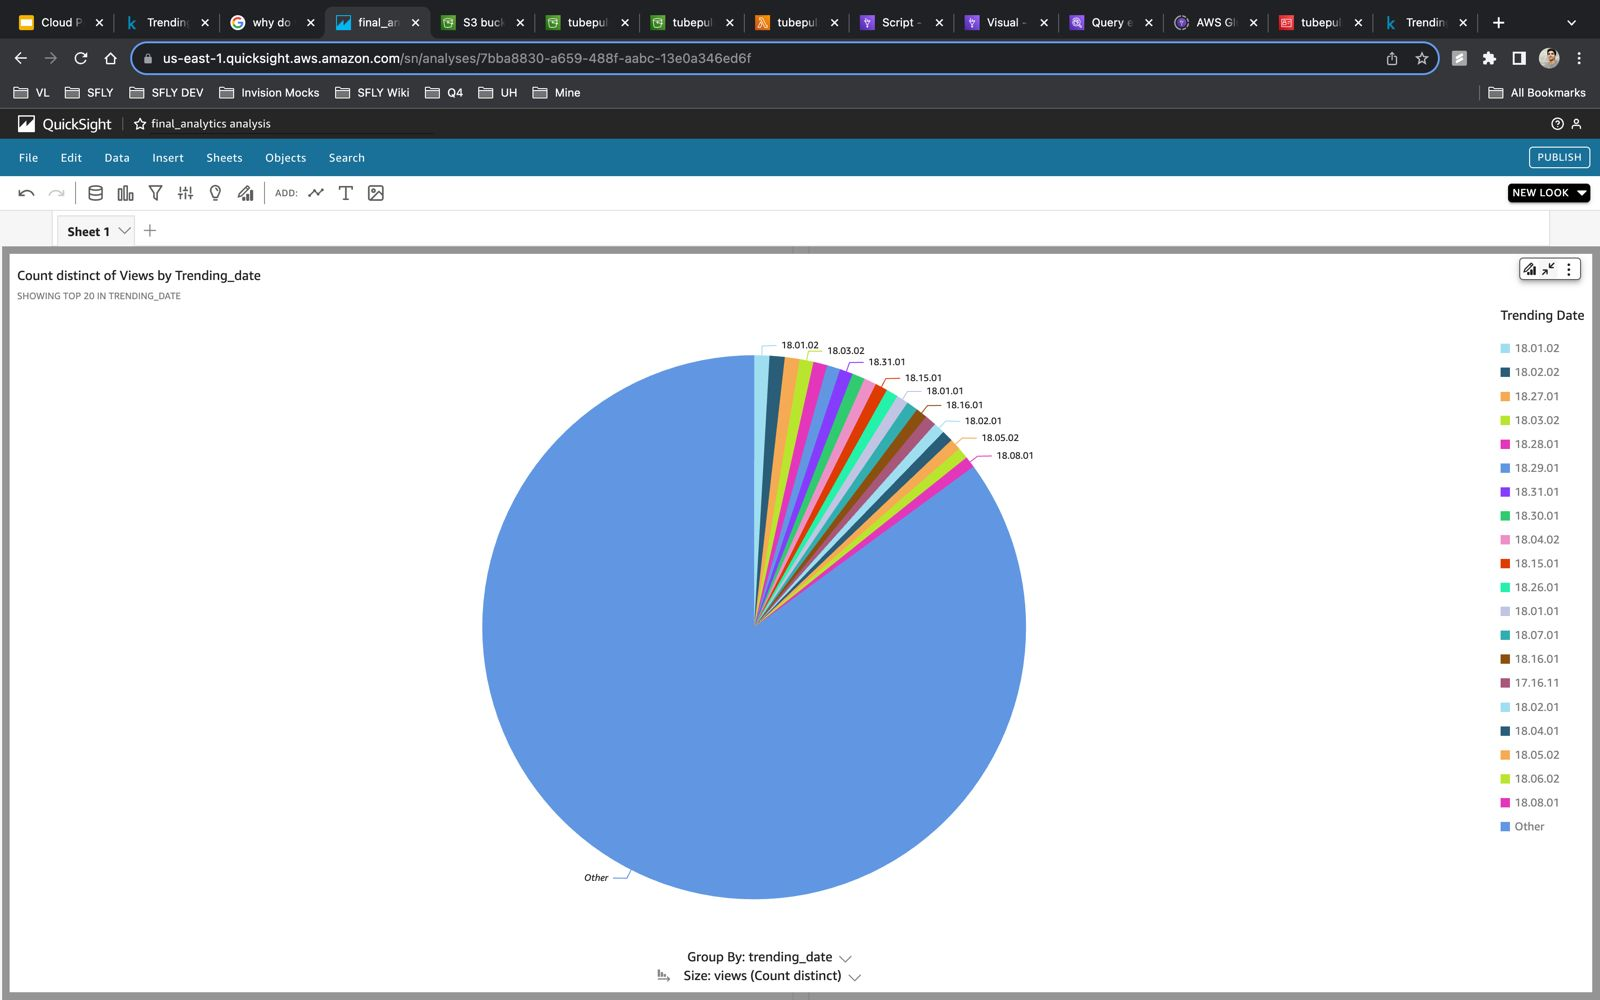 Cloud P
Trending
why do
final_an
S3 buck
tubepul
tubepul
tubepul
Script -
Visual -
Query e
AWS Gl
tubepul
Trending
us-east-1.quicksight.aws.amazon.com/sn/analyses/7bba8830-a659-488f-aabc-13e0a346ed6f
VL SFLY SFLY DEV Invision Mocks SFLY Wiki Q4 UH Mine All Bookmarks
QuickSight final_analytics analysis
File Edit Data Insert Sheets Objects Search PUBLISH
ADD: T NEW LOOK
Sheet 1
Count distinct of Views by Trending_date
SHOWING TOP 20 IN TRENDING_DATE
18.01.02
18.03.02
18.31.01
18.15.01
18.01.01
18.16.01
18.02.01
18.05.02
18.08.01
Other
Trending Date
18.01.02
18.02.02
18.27.01
18.03.02
18.28.01
18.29.01
18.31.01
18.30.01
18.04.02
18.15.01
18.26.01
18.01.01
18.07.01
18.16.01
17.16.11
18.02.01
18.04.01
18.05.02
18.06.02
18.08.01
Other
Group By: trending_date
Size: views (Count distinct)